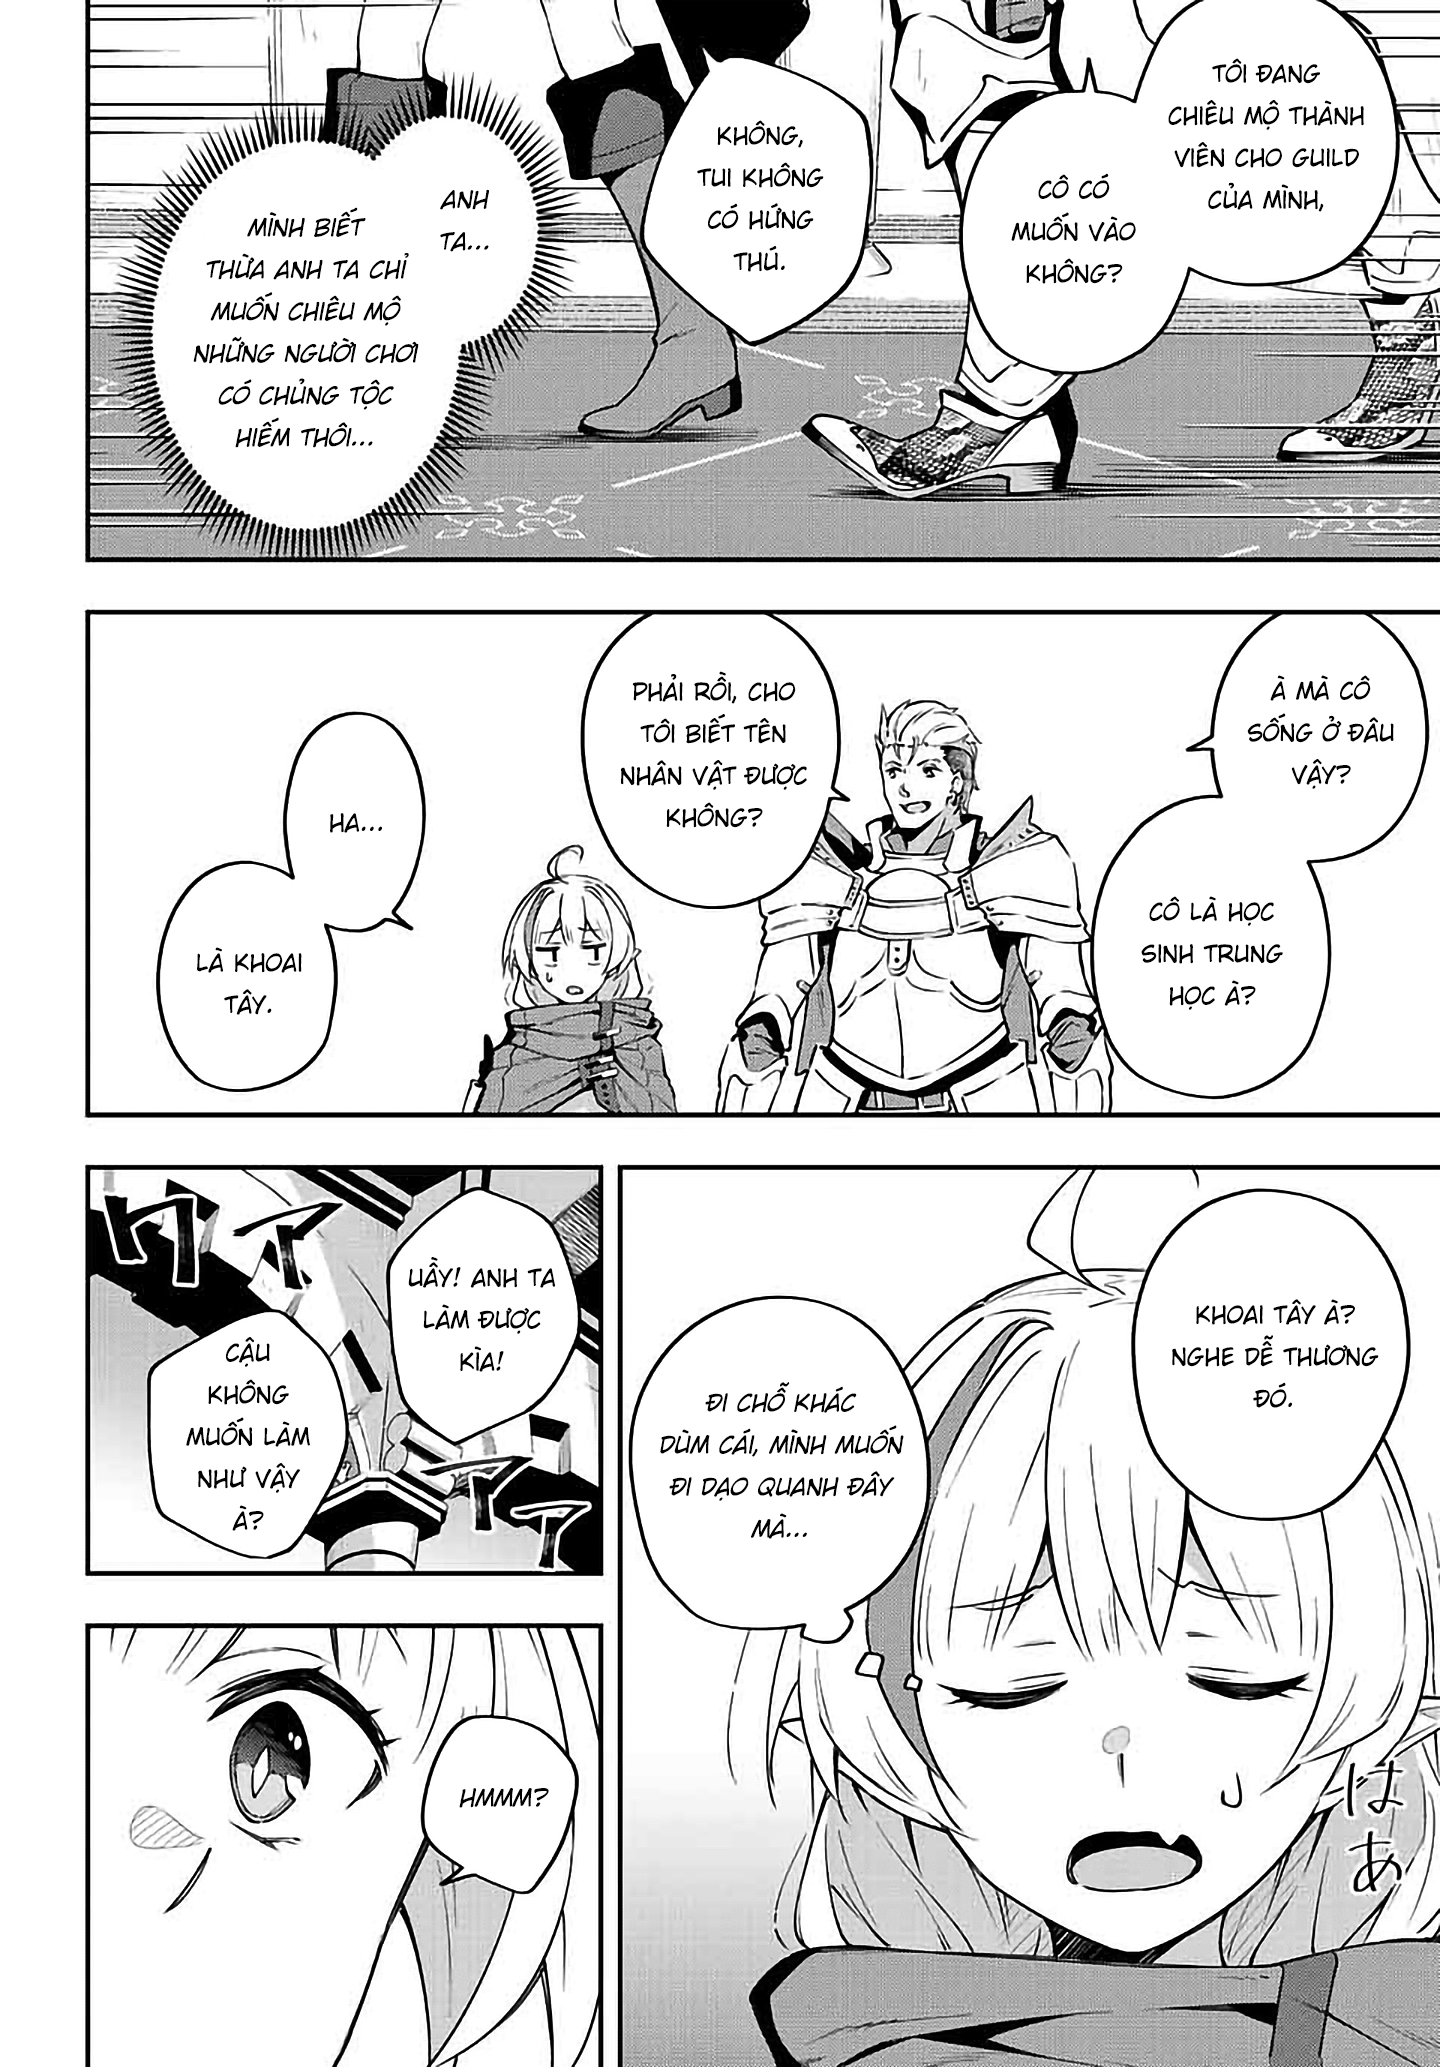 TÔI ĐANG
CHIÊU MỘ THÀNH
VIÊN CHO GUILD
CỦA MÌNH,
CÔ CÓ
MUỐN VÀO
KHÔNG?
KHÔNG,
TUI KHÔNG
CÓ HỨNG
THÚ.
ANH
TA...
MÌNH BIẾT
THỪA ANH TA CHỈ
MUỐN CHIÊU MỘ
NHỮNG NGƯỜI CHƠI
CÓ CHỦNG TỘC
HIẾM THÔI...
À MÀ CÔ
SỐNG Ở ĐÂU
VẬY?
CÔ LÀ HỌC
SINH TRUNG
HỌC À?
PHẢI RỒI, CHO
TÔI BIẾT TÊN
NHÂN VẬT ĐƯỢC
KHÔNG?
HA...
LÀ KHOAI
TÂY.
KHOAI TÂY À?
NGHE DỄ THƯƠNG
ĐÓ.
ĐI CHỖ KHÁC
DÙM CÁI, MÌNH MUỐN
ĐI DẠO QUANH ĐÂY
MÀ...
はぁ
UẦY! ANH TA
LÀM ĐƯỢC
KÌA!
CẬU
KHÔNG
MUỐN LÀM
NHƯ VẬY
À?
ワァ
ァァ
HMMM?